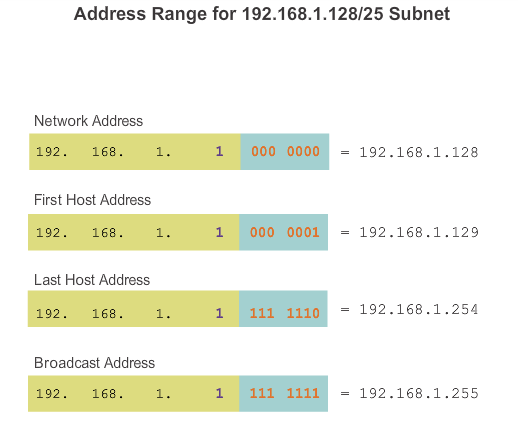 Address Range for 192.168.1.128/25 Subnet
Network Address
192. 168. 1. 1 000 0000 = 192.168.1.128
First Host Address
192. 168. 1. 1 000 0001 = 192.168.1.129
Last Host Address
192. 168. 1. 1 111 1110 = 192.168.1.254
Broadcast Address
192. 168. 1. 1 111 1111 = 192.168.1.255